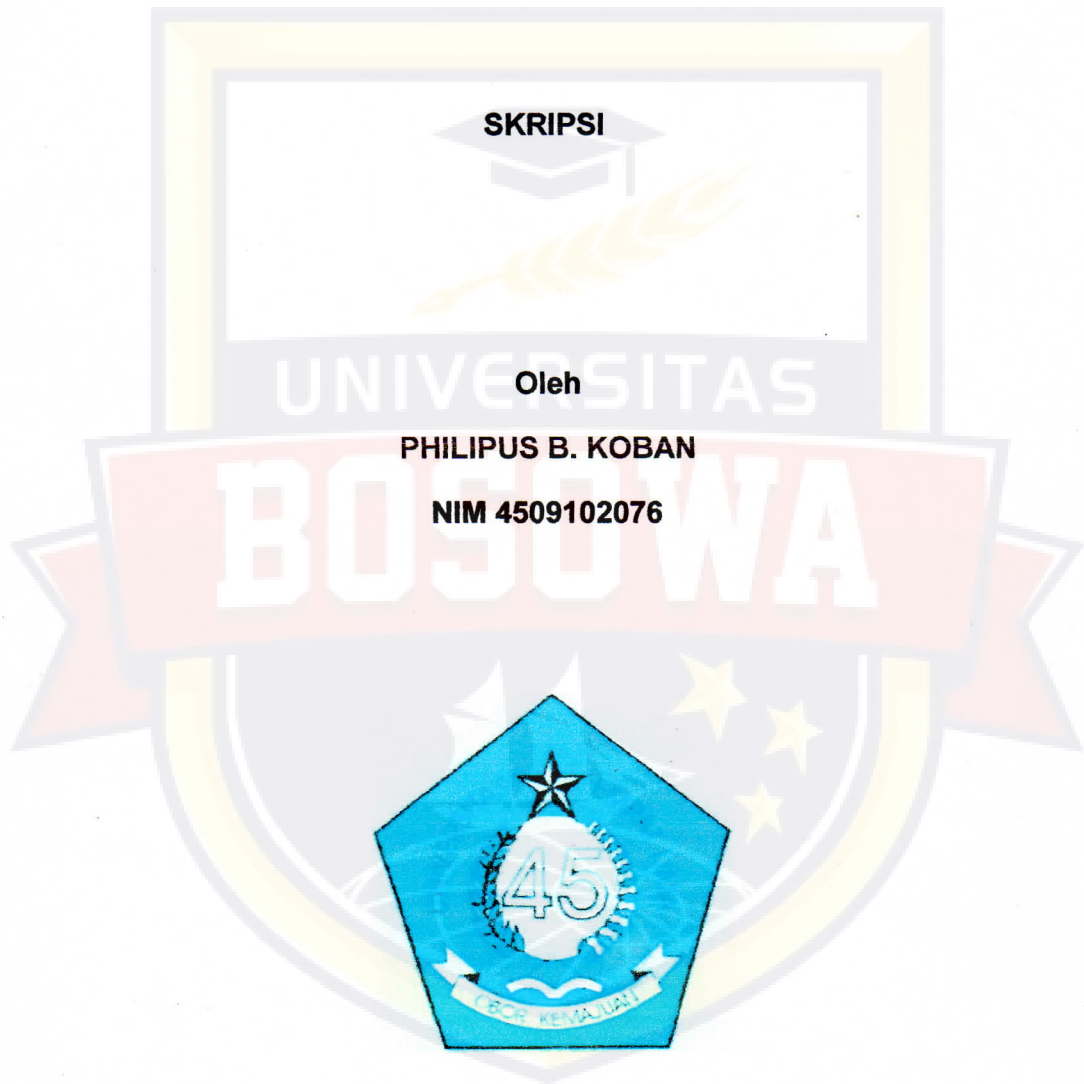 SKRIPSI
Oleh
UNIVERSITAS
PHILIPUS B. KOBAN
NIM 4509102076
BOSOWA
45
OBOR KEMAJUAN